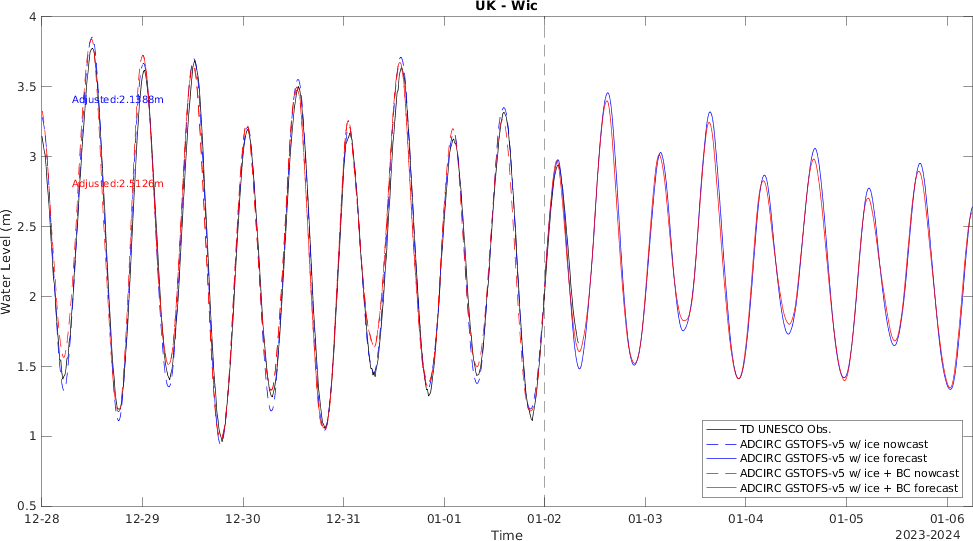 UK - Wic
4
3.5
3
2.5
2
1.5
1
0.5
Water Level (m)
Adjusted:2.1388m
Adjusted:2.5126m
TD UNESCO Obs.
ADCIRC GSTOFS-v5 w/ ice nowcast
ADCIRC GSTOFS-v5 w/ ice forecast
ADCIRC GSTOFS-v5 w/ ice + BC nowcast
ADCIRC GSTOFS-v5 w/ ice + BC forecast
12-28 12-29 12-30 12-31 01-01 01-02 01-03 01-04 01-05 01-06
Time
2023-2024